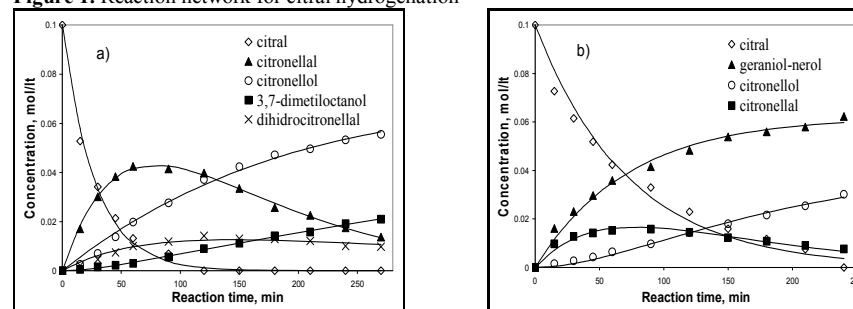 Figure 1. Reaction network for citral hydrogenation
a)
citral
citronellal
citronellol
3,7-dimetiloctanol
dihidrocitronellal
Concentration, mol/lt
0.1
0.08
0.06
0.04
0.02
0
0 50 100 150 200 250
Reaction time, min
b)
citral
geraniol-nerol
citronellol
citronellal
Concentration, mol/lt
0.1
0.08
0.06
0.04
0.02
0
0 50 100 150 200
Reaction time, min